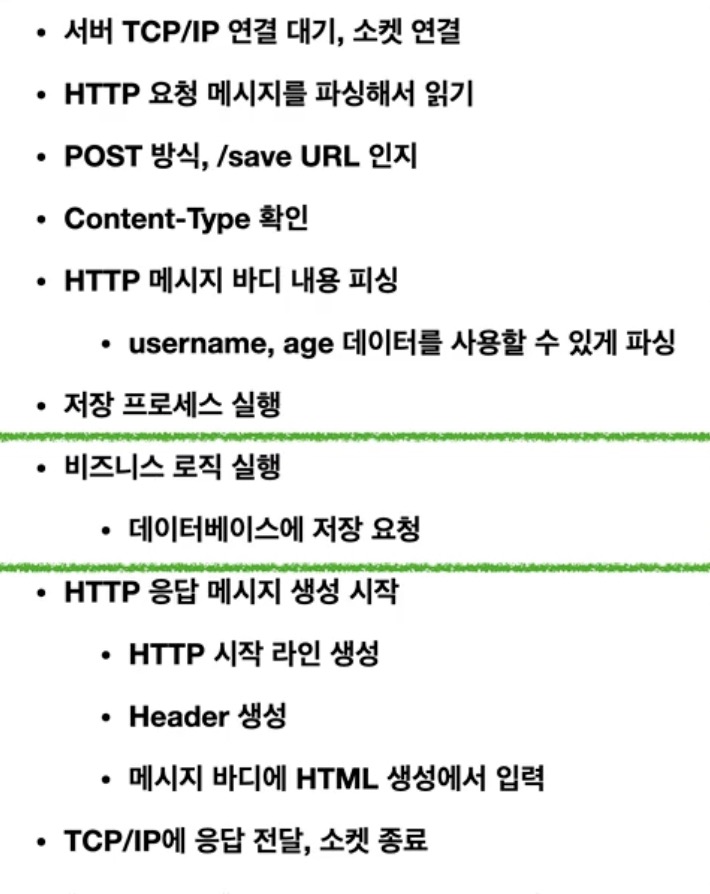 • 서버 TCP/IP 연결 대기, 소켓 연결
• HTTP 요청 메시지를 파싱해서 읽기
• POST 방식, /save URL 인지
• Content-Type 확인
• HTTP 메시지 바디 내용 피싱
• username, age 데이터를 사용할 수 있게 파싱
• 저장 프로세스 실행
• 비즈니스 로직 실행
• 데이터베이스에 저장 요청
• HTTP 응답 메시지 생성 시작
• HTTP 시작 라인 생성
• Header 생성
• 메시지 바디에 HTML 생성에서 입력
• TCP/IP에 응답 전달, 소켓 종료